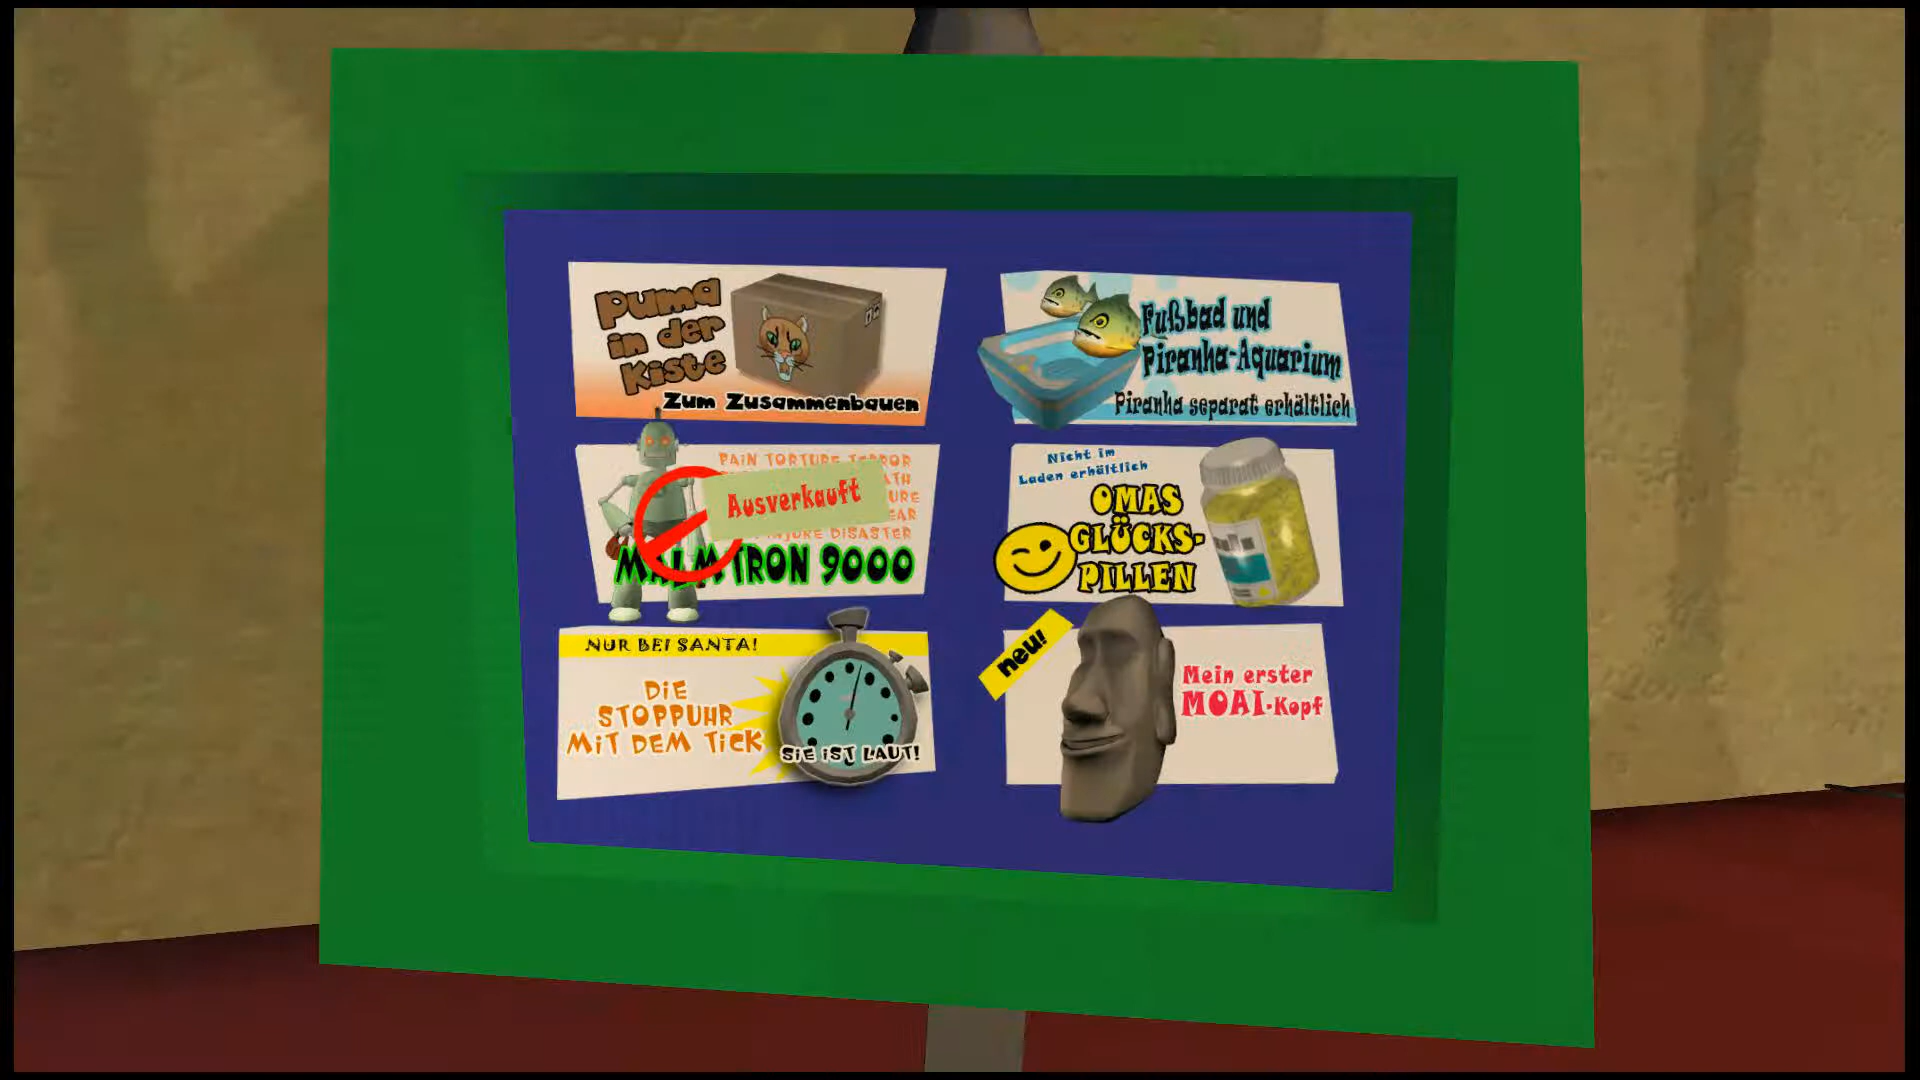 Puma
in der
Kiste
Zum Zusammenbauen
Fußbad und
Piranha-Aquarium
Piranha separat erhältlich
PAIN TORTURE TERROR
Ausverkauft
INJURE DISASTER
9000
Nicht im
Laden erhältlich
OMAS
GLÜCKS-
PILLEN
NUR BEI SANTA!
DIE
STOPPUHR
MIT DEM TICK
SIE IST LAUT!
neu!
Mein erster
MOAI-Kopf